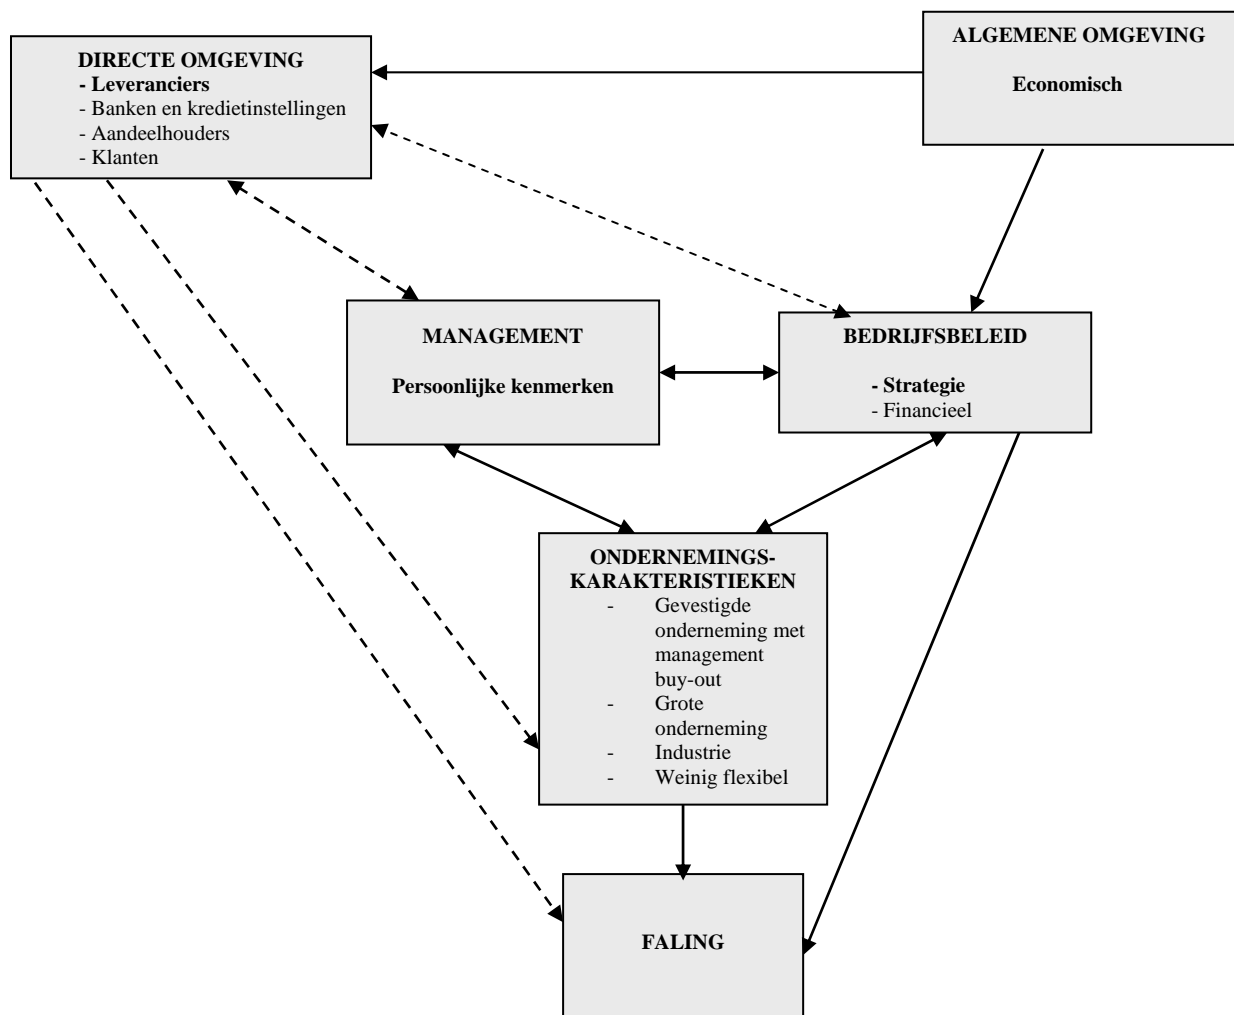 DIRECTE OMGEVING
- Leveranciers
- Banken en kredietinstellingen
- Aandeelhouders
- Klanten
ALGEMENE OMGEVING
Economisch
MANAGEMENT
Persoonlijke kenmerken
BEDRIJFSBELEID
- Strategie
- Financieel
ONDERNEMINGS-
KARAKTERISTIEKEN
- Gevestigde
onderneming met
management
buy-out
- Grote
onderneming
- Industrie
- Weinig flexibel
FALING